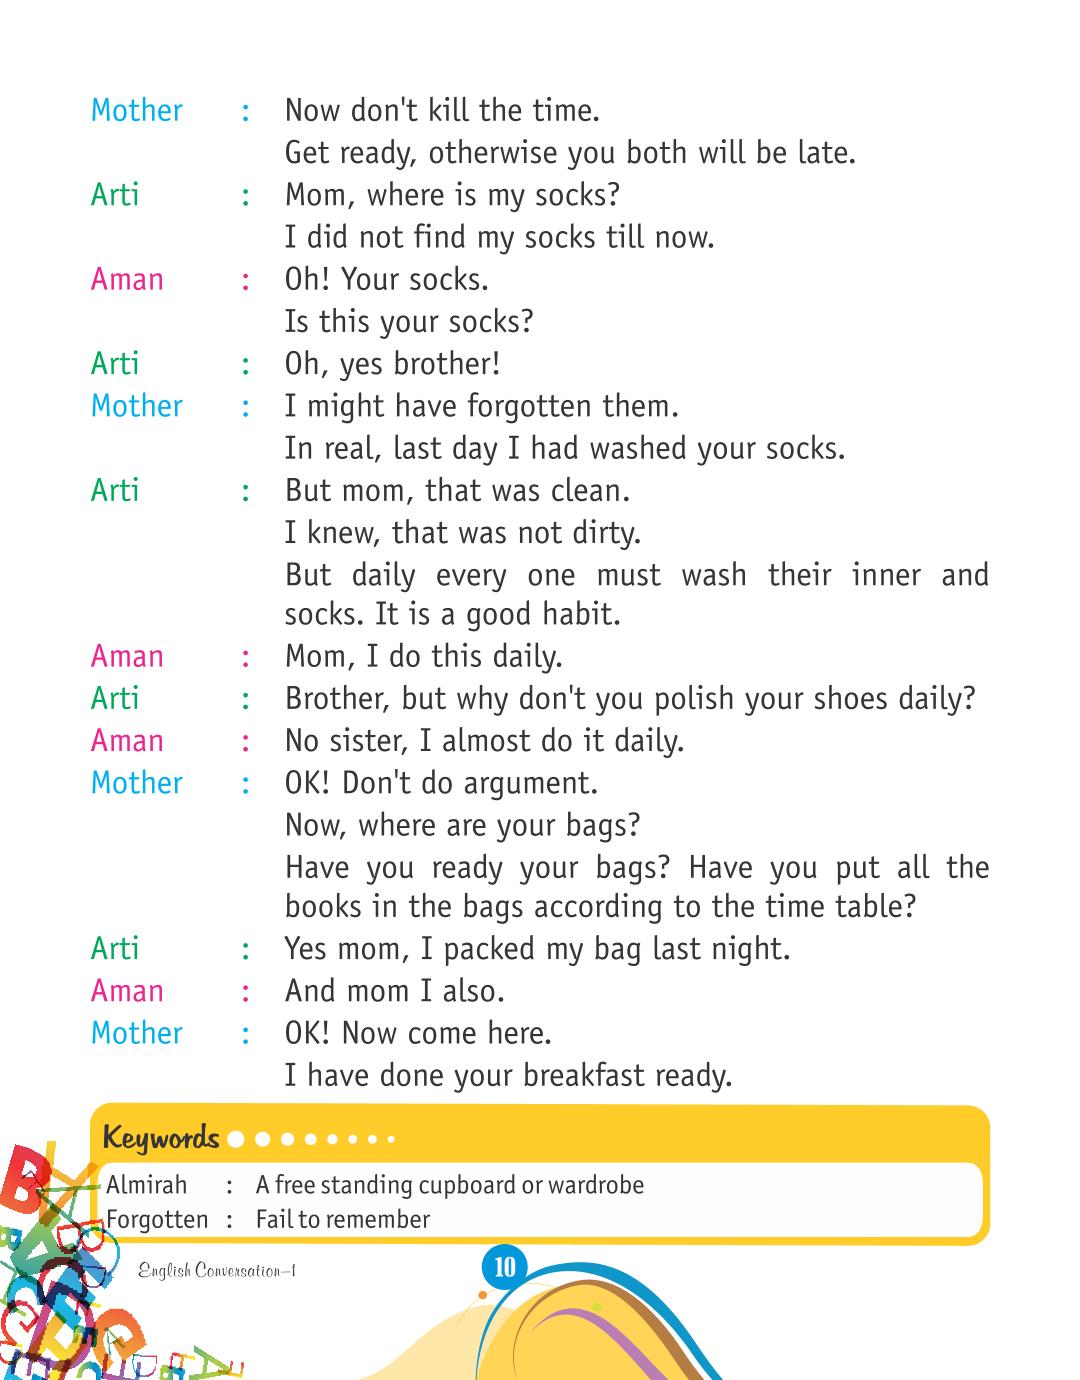 Mother : Now don't kill the time.
Get ready, otherwise you both will be late.
Arti : Mom, where is my socks?
I did not find my socks till now.
Aman : Oh! Your socks.
Is this your socks?
Arti : Oh, yes brother!
Mother : I might have forgotten them.
In real, last day I had washed your socks.
Arti : But mom, that was clean.
I knew, that was not dirty.
But daily every one must wash their inner and
socks. It is a good habit.
Aman : Mom, I do this daily.
Arti : Brother, but why don't you polish your shoes daily?
Aman : No sister, I almost do it daily.
Mother : OK! Don't do argument.
Now, where are your bags?
Have you ready your bags? Have you put all the
books in the bags according to the time table?
Arti : Yes mom, I packed my bag last night.
Aman : And mom I also.
Mother : OK! Now come here.
I have done your breakfast ready.
Keywords
Almirah : A free standing cupboard or wardrobe
Forgotten : Fail to remember
English Conversation–1
10